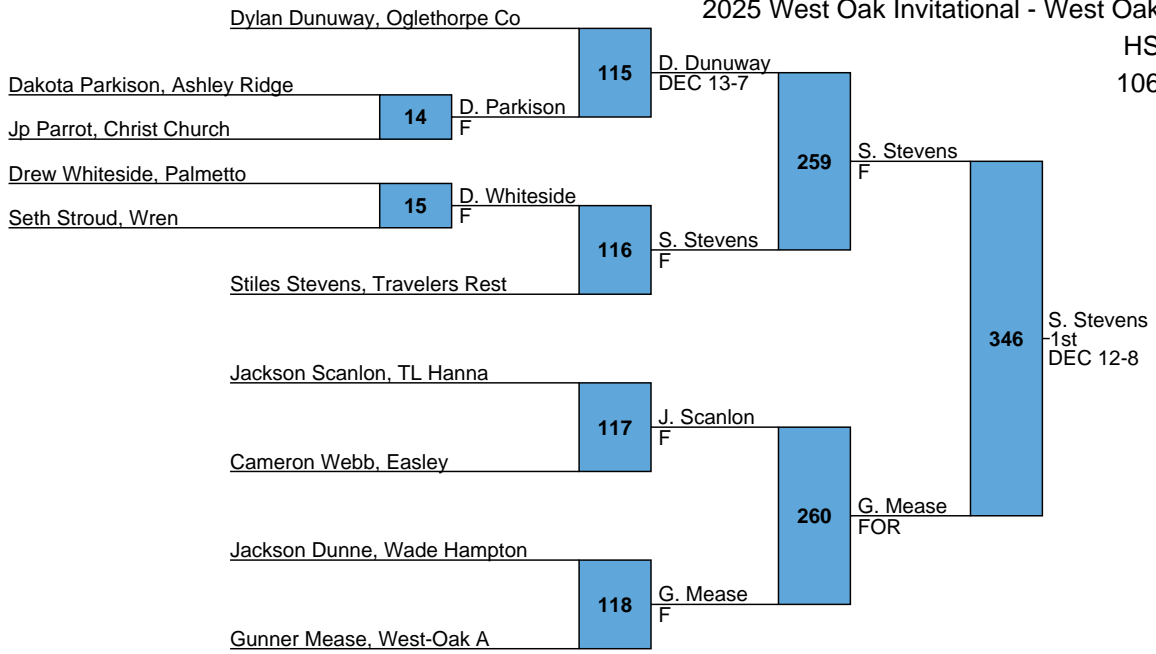 2025 West Oak Invitational - West Oak
HS
106
Dylan Dunuway, Oglethorpe Co
115
D. Dunuway
DEC 13-7
Dakota Parkison, Ashley Ridge
14
D. Parkison
F
Jp Parrot, Christ Church
259
S. Stevens
F
Drew Whiteside, Palmetto
15
D. Whiteside
F
Seth Stroud, Wren
116
S. Stevens
F
Stiles Stevens, Travelers Rest
346
S. Stevens
1st
DEC 12-8
Jackson Scanlon, TL Hanna
117
J. Scanlon
F
Cameron Webb, Easley
260
G. Mease
FOR
Jackson Dunne, Wade Hampton
118
G. Mease
F
Gunner Mease, West-Oak A